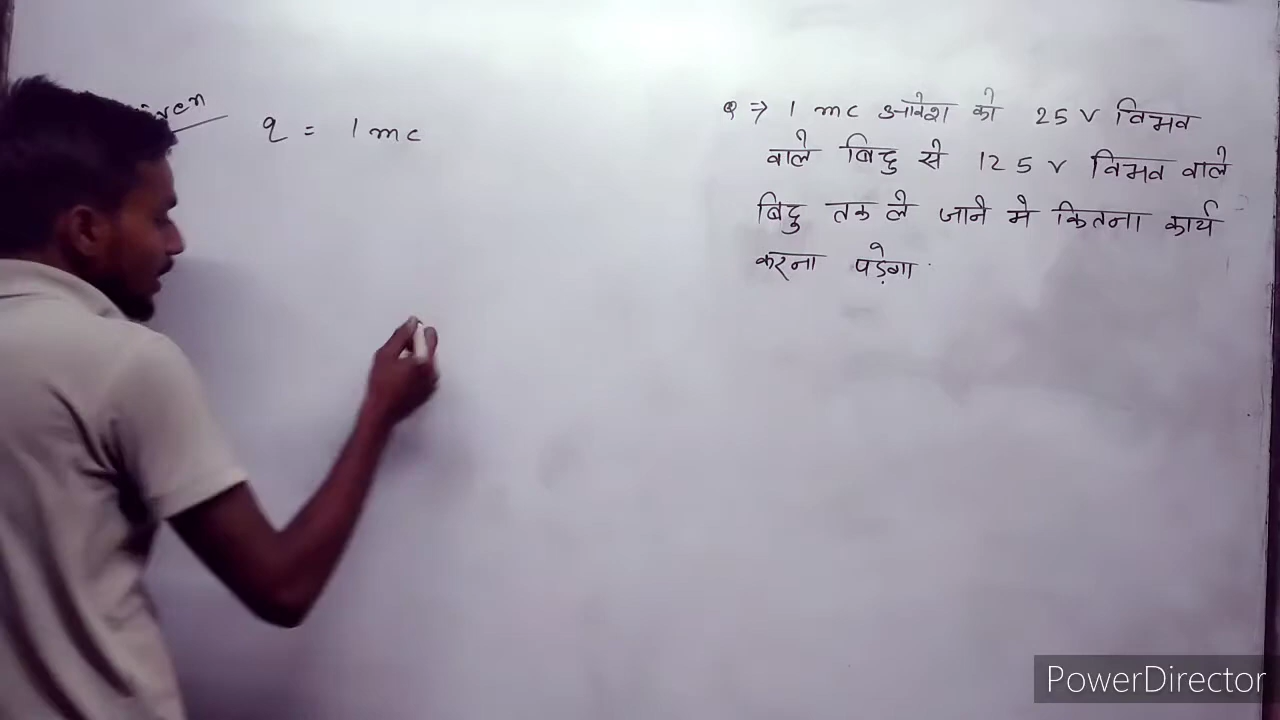 q = 1 mc
Q ⇒ 1 mc आवेश को 25 V विभव
वाले बिंदु से 125 V विभव वाले
बिंदु तक ले जाने मे कितना कार्य
करना पड़ेगा
PowerDirector